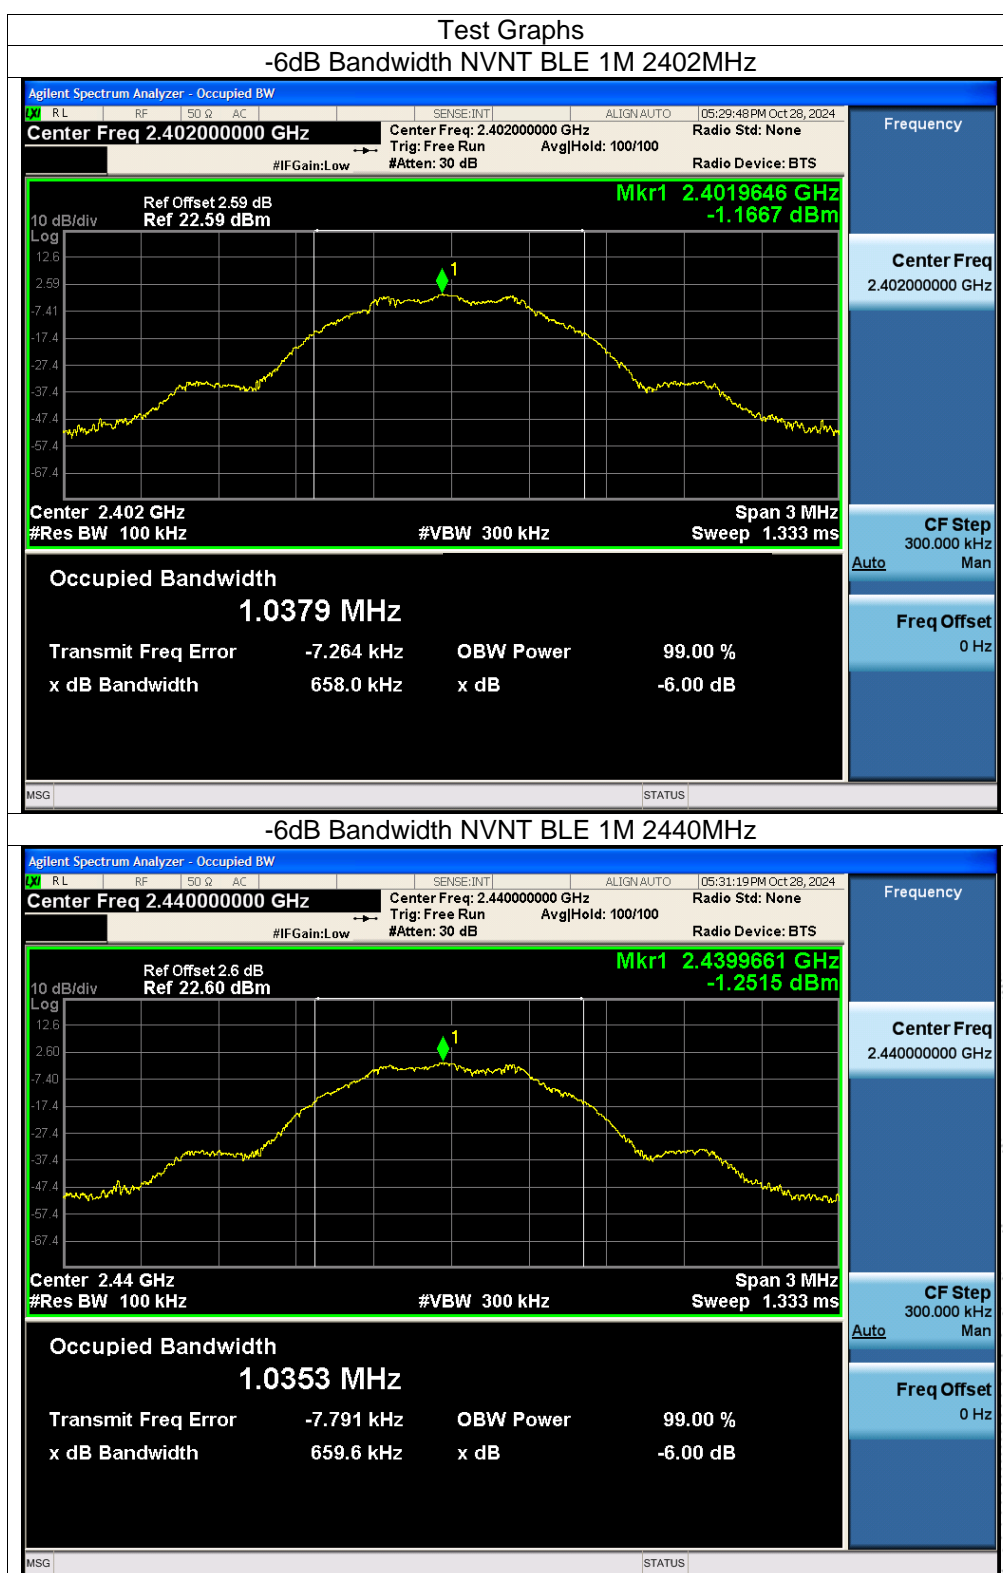 Test Graphs
-6dB Bandwidth NVNT BLE 1M 2402MHz
Agilent Spectrum Analyzer - Occupied BW
LXI RL RF 50 Ω AC SENSE:INT ALIGN AUTO 05:29:48 PM Oct 28, 2024
Center Freq 2.402000000 GHz Center Freq: 2.402000000 GHz Radio Std: None Frequency
Trig: Free Run Avg|Hold: 100/100
#IFGain:Low #Atten: 30 dB Radio Device: BTS
Mkr1 2.4019646 GHz
Ref Offset 2.59 dB -1.1667 dBm
10 dB/div Ref 22.59 dBm
Log
12.6
2.59
-7.41
-17.4
-27.4
-37.4
-47.4
-57.4
-67.4
1
Center Freq
2.402000000 GHz
Center 2.402 GHz Span 3 MHz
#Res BW 100 kHz #VBW 300 kHz Sweep 1.333 ms
CF Step
300.000 kHz
Auto Man
Occupied Bandwidth
1.0379 MHz
Freq Offset
0 Hz
Transmit Freq Error -7.264 kHz OBW Power 99.00 %
x dB Bandwidth 658.0 kHz x dB -6.00 dB
MSG STATUS
-6dB Bandwidth NVNT BLE 1M 2440MHz
Agilent Spectrum Analyzer - Occupied BW
LXI RL RF 50 Ω AC SENSE:INT ALIGN AUTO 05:31:19 PM Oct 28, 2024
Center Freq 2.440000000 GHz Center Freq: 2.440000000 GHz Radio Std: None Frequency
Trig: Free Run Avg|Hold: 100/100
#IFGain:Low #Atten: 30 dB Radio Device: BTS
Mkr1 2.4399661 GHz
Ref Offset 2.6 dB -1.2515 dBm
10 dB/div Ref 22.60 dBm
Log
12.6
2.60
-7.40
-17.4
-27.4
-37.4
-47.4
-57.4
-67.4
1
Center Freq
2.440000000 GHz
Center 2.44 GHz Span 3 MHz
#Res BW 100 kHz #VBW 300 kHz Sweep 1.333 ms
CF Step
300.000 kHz
Auto Man
Occupied Bandwidth
1.0353 MHz
Freq Offset
0 Hz
Transmit Freq Error -7.791 kHz OBW Power 99.00 %
x dB Bandwidth 659.6 kHz x dB -6.00 dB
MSG STATUS